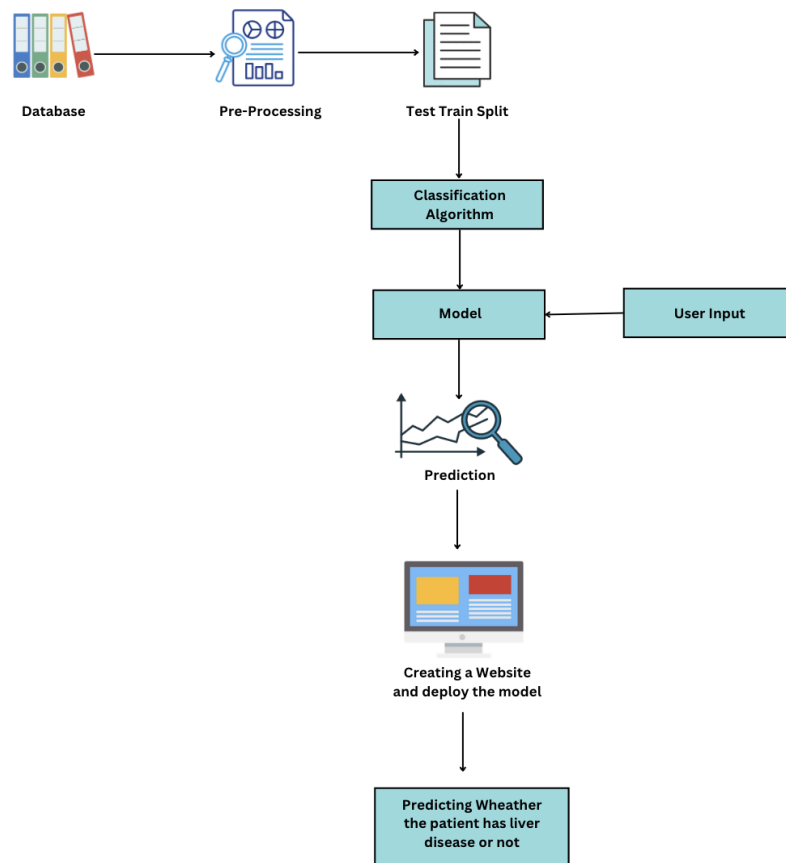 Database
Pre-Processing
Test Train Split
Classification
Algorithm
Model
User Input
Prediction
Creating a Website
and deploy the model
Predicting Wheather
the patient has liver
disease or not